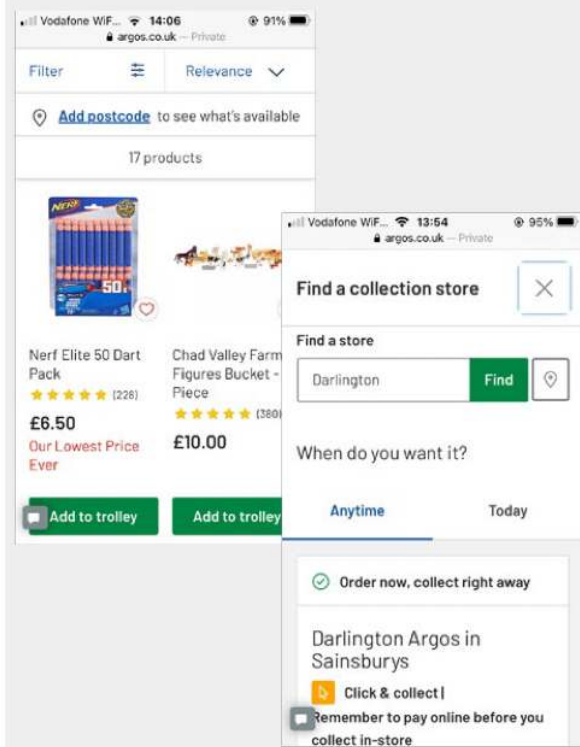 Vodafone WiF... 14:06 91%
argos.co.uk — Private
Filter Relevance
Add postcode to see what's available
17 products
NERF
50
Nerf Elite 50 Dart
Pack
(228)
£6.50
Our Lowest Price
Ever
Add to trolley
Chad Valley Farm
Figures Bucket -
Piece
(380)
£10.00
Add to trolley
Vodafone WiF... 13:54 95%
argos.co.uk — Private
Find a collection store
Find a store
Darlington Find
When do you want it?
Anytime Today
Order now, collect right away
Darlington Argos in
Sainsburys
Click & collect |
Remember to pay online before you
collect in-store